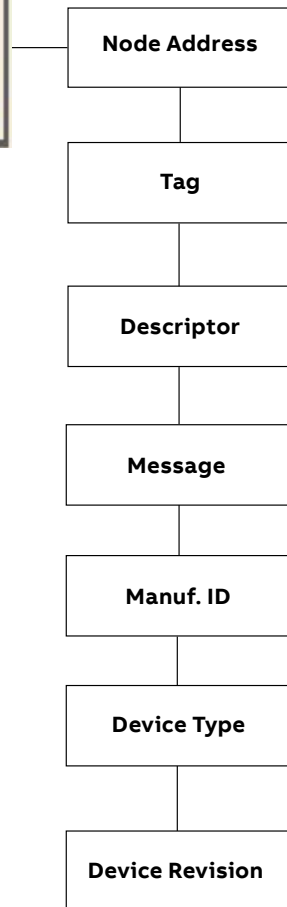 Node Address
Tag
Descriptor
Message
Manuf. ID
Device Type
Device Revision